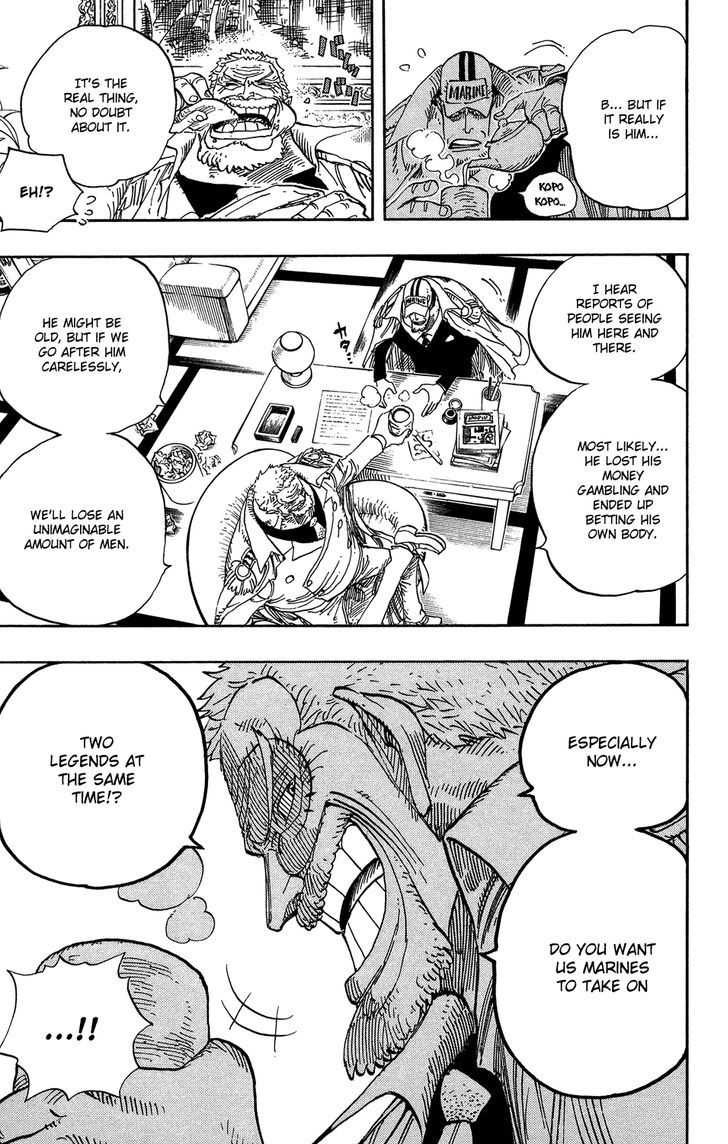 B... BUT IF
IT REALLY
IS HIM...
MARINE
KOPO
KOPO...
IT'S THE
REAL THING,
NO DOUBT
ABOUT IT.
EH!?
I HEAR
REPORTS OF
PEOPLE SEEING
HIM HERE AND
THERE.
MOST LIKELY...
HE LOST HIS
MONEY
GAMBLING AND
ENDED UP
BETTING HIS
OWN BODY.
MARINE
HE MIGHT BE
OLD, BUT IF WE
GO AFTER HIM
CARELESSLY,
WE'LL LOSE AN
UNIMAGINABLE
AMOUNT OF MEN.
ESPECIALLY
NOW...
DO YOU WANT
US MARINES
TO TAKE ON
TWO
LEGENDS AT
THE SAME
TIME!?
...!!